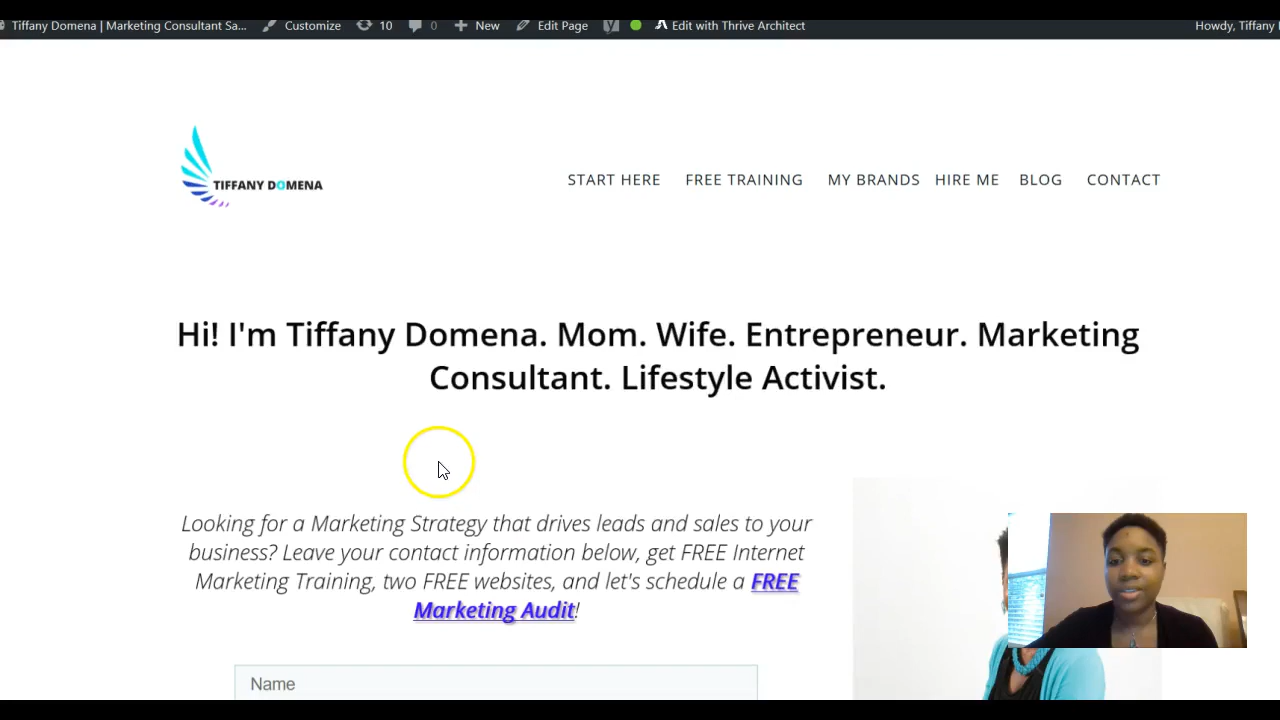 Tiffany Domena | Marketing Consultant Sa... Customize 10 0 New Edit Page Edit with Thrive Architect Howdy, Tiffany
TIFFANY DOMENA
START HERE FREE TRAINING MY BRANDS HIRE ME BLOG CONTACT
Hi! I'm Tiffany Domena. Mom. Wife. Entrepreneur. Marketing
Consultant. Lifestyle Activist.
Looking for a Marketing Strategy that drives leads and sales to your
business? Leave your contact information below, get FREE Internet
Marketing Training, two FREE websites, and let's schedule a FREE
Marketing Audit!
Name